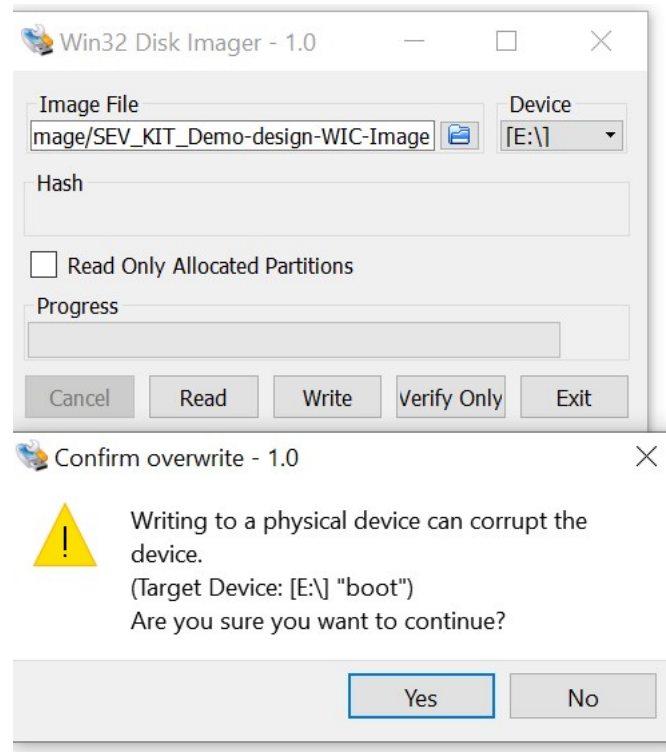 Win32 Disk Imager - 1.0
Image File
Device
mage/SEV_KIT_Demo-design-WIC-Image
[E:\]
Hash
Read Only Allocated Partitions
Progress
Cancel Read Write Verify Only Exit
Confirm overwrite - 1.0
Writing to a physical device can corrupt the
device.
(Target Device: [E:\] "boot")
Are you sure you want to continue?
Yes No